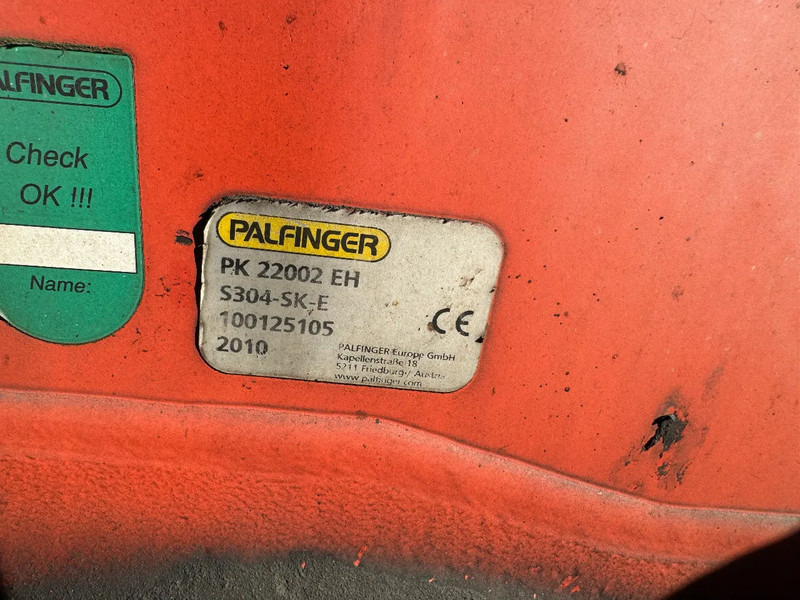 PALFINGER
Check
OK !!!
Name:
PALFINGER
PK 22002 EH
S304-SK-E
100125105
2010
CE
PALFINGER Europe GmbH
Kapellenstraße 18
5211 Friedburg / Austria
www.palfinger.com